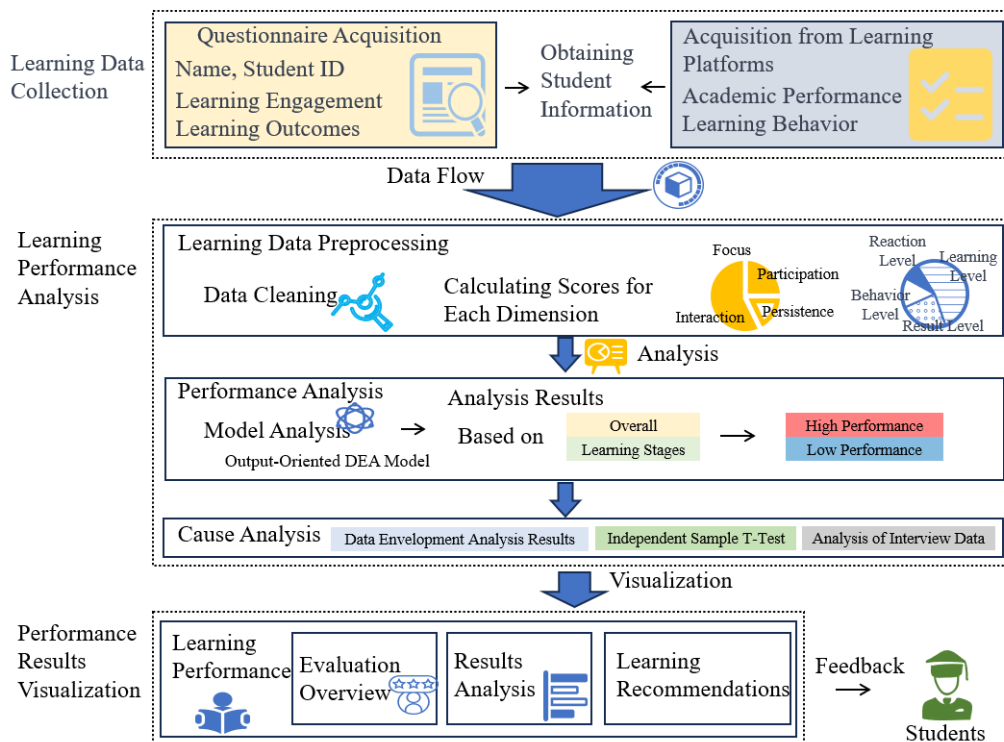 Learning Data
Collection
Questionnaire Acquisition
Name, Student ID
Learning Engagement
Learning Outcomes
Obtaining
Student
Information
Acquisition from Learning
Platforms
Academic Performance
Learning Behavior
Data Flow
Learning
Performance
Analysis
Learning Data Preprocessing
Data Cleaning
Calculating Scores for
Each Dimension
Focus
Participation
Persistence
Interaction
Reaction
Level
Learning
Level
Behavior
Level
Result Level
Analysis
Performance Analysis
Model Analysis
Output-Oriented DEA Model
Analysis Results
Based on
Overall
Learning Stages
High Performance
Low Performance
Cause Analysis
Data Envelopment Analysis Results
Independent Sample T-Test
Analysis of Interview Data
Visualization
Performance
Results
Visualization
Learning
Performance
Evaluation
Overview
Results
Analysis
Learning
Recommendations
Feedback
Students